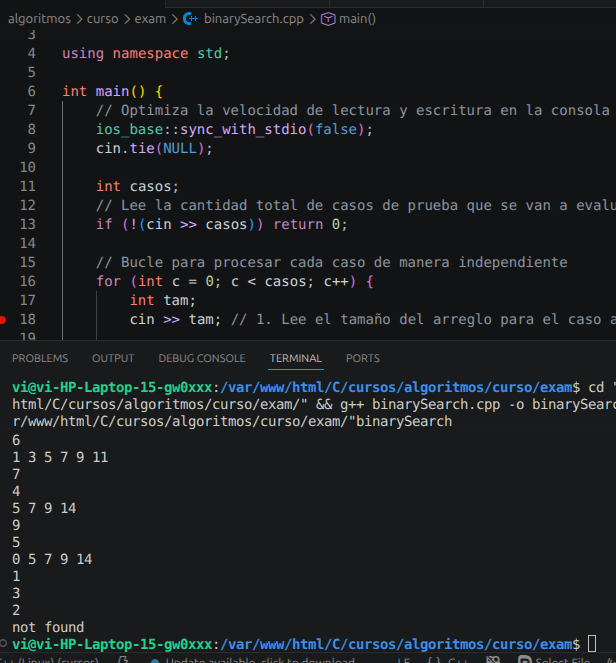 algoritmos > curso > exam > binarySearch.cpp > main()
3
4 using namespace std;
5
6 int main() {
7 // Optimiza la velocidad de lectura y escritura en la consola
8 ios_base::sync_with_stdio(false);
9 cin.tie(NULL);
10
11 int casos;
12 // Lee la cantidad total de casos de prueba que se van a evalu
13 if (!(cin >> casos)) return 0;
14
15 // Bucle para procesar cada caso de manera independiente
16 for (int c = 0; c < casos; c++) {
17 int tam;
18 cin >> tam; // 1. Lee el tamaño del arreglo para el caso a
19
PROBLEMS OUTPUT DEBUG CONSOLE TERMINAL PORTS
vi@vi-HP-Laptop-15-gw0xxx:/var/www/html/C/cursos/algoritmos/curso/exam$ cd "
html/C/cursos/algoritmos/curso/exam/" && g++ binarySearch.cpp -o binarySearc
r/www/html/C/cursos/algoritmos/curso/exam/"binarySearch
6
1 3 5 7 9 11
7
4
5 7 9 14
9
5
0 5 7 9 14
1
3
2
not found
vi@vi-HP-Laptop-15-gw0xxx:/var/www/html/C/cursos/algoritmos/curso/exam$
C++ (Linux) (curses) Update available, click to download LF {} C++ Select File